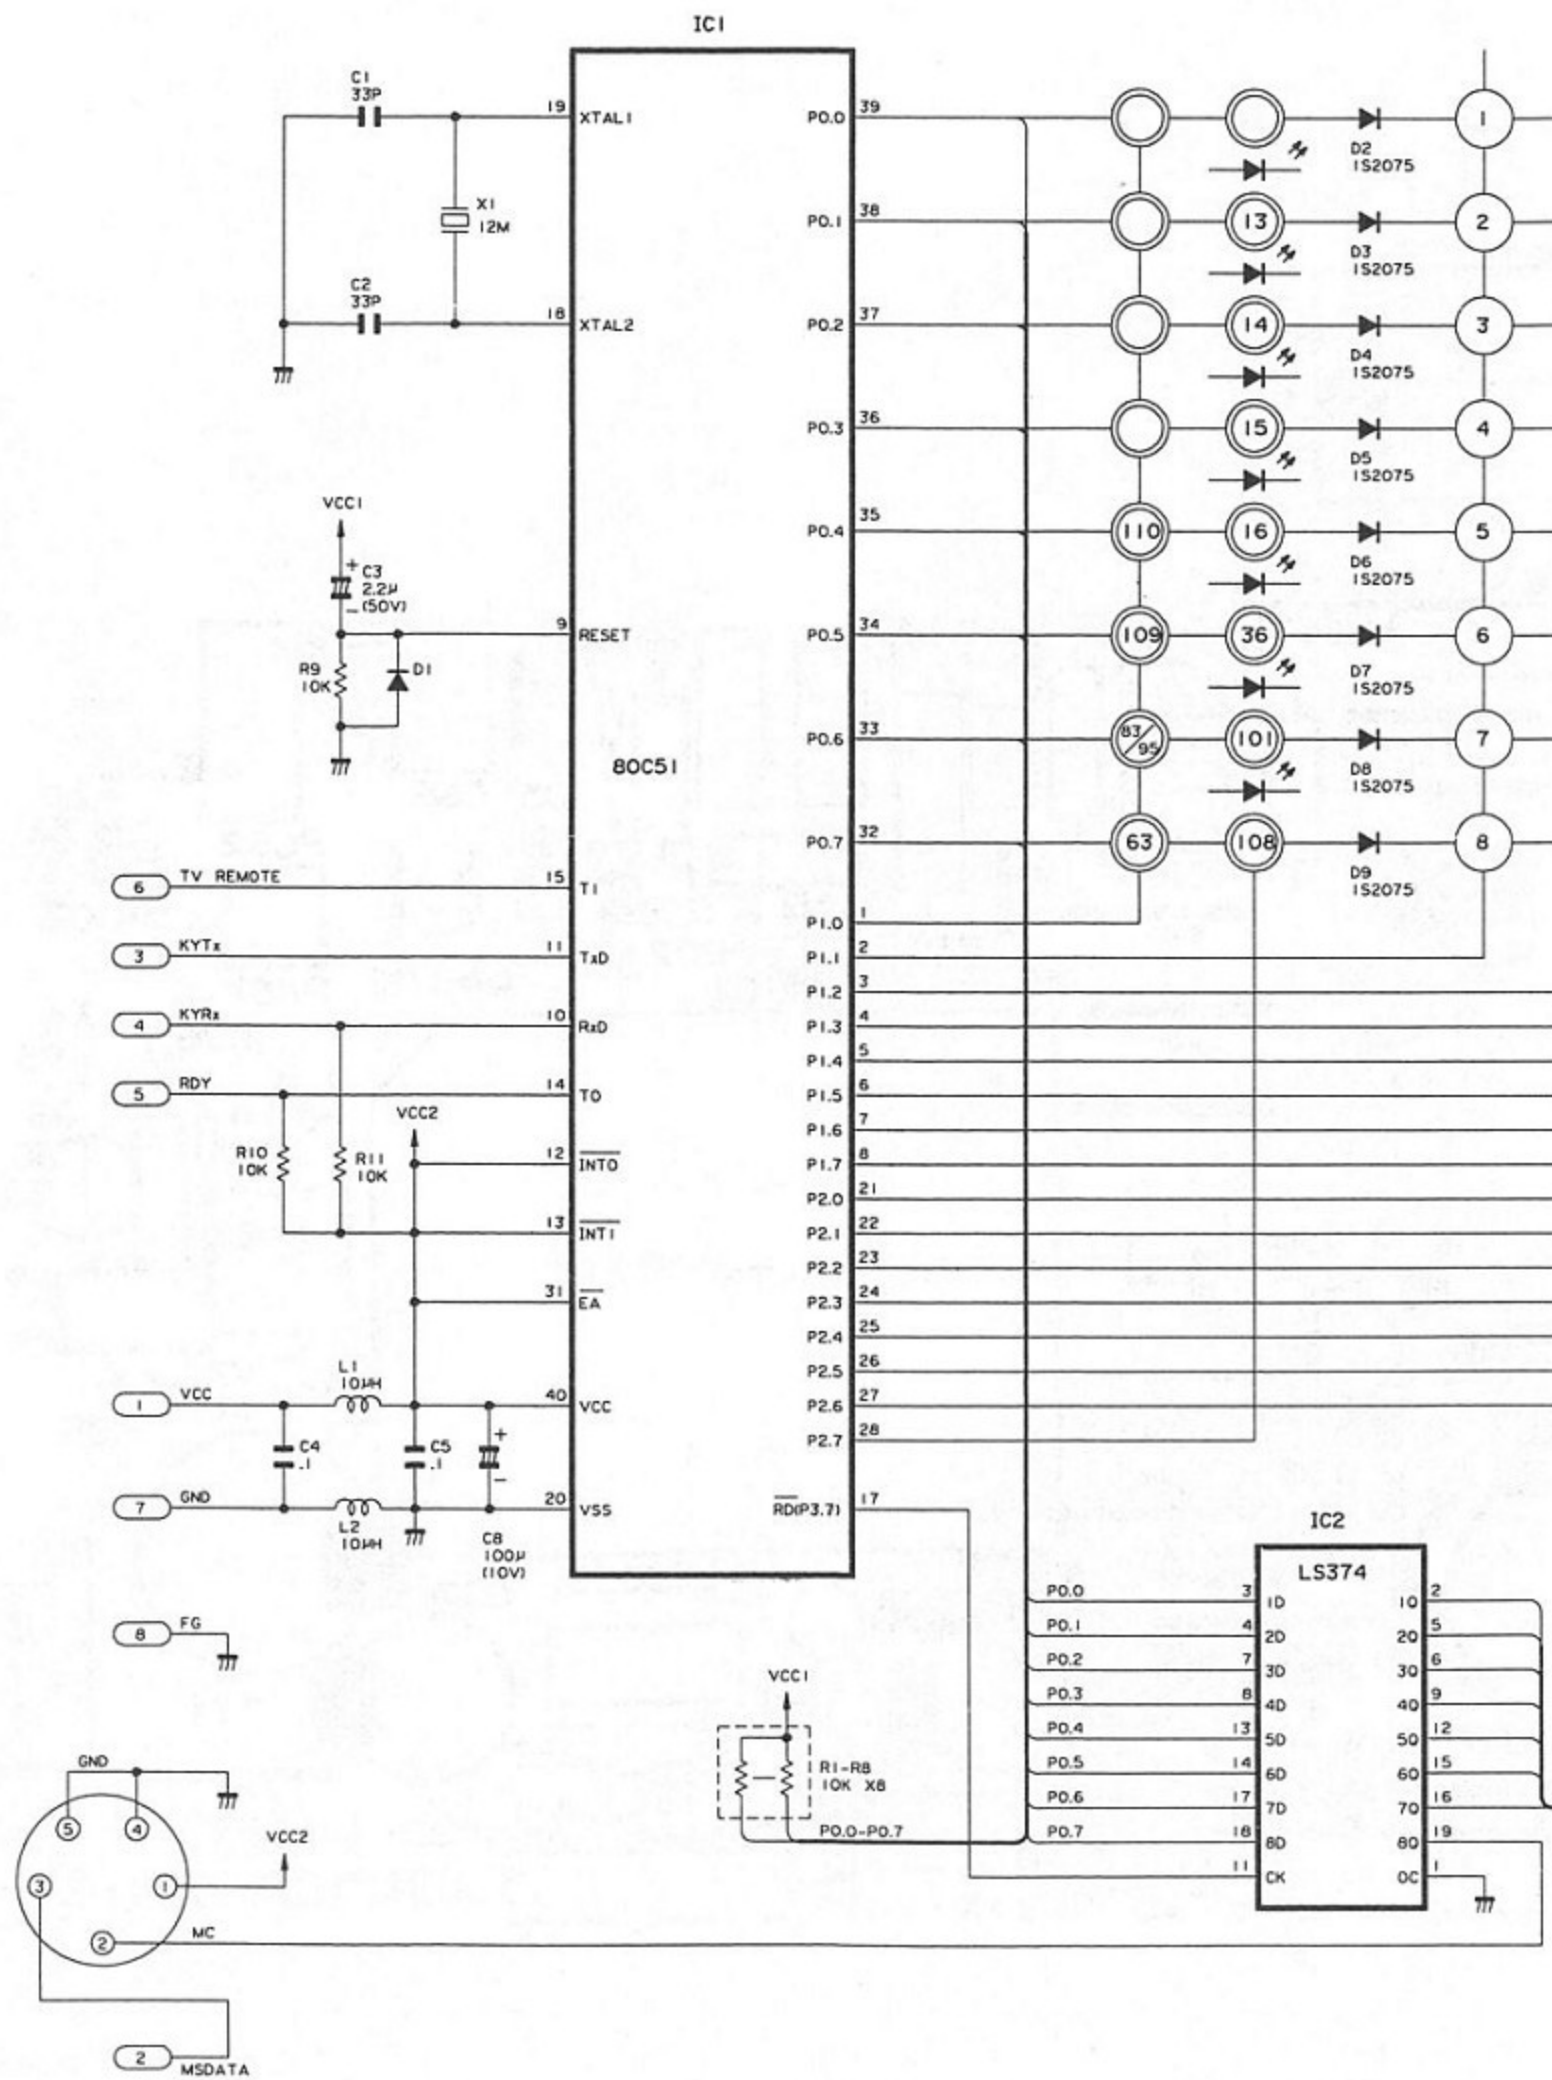 IC1
C1
33P
19
XTAL1
P0.0
39
1
D2
1S2075
X1
12M
38
P0.1
13
2
D3
1S2075
C2
33P
18
XTAL2
P0.2
37
14
3
D4
1S2075
P0.3
36
15
4
D5
1S2075
VCC1
P0.4
35
110
16
5
D6
1S2075
+
C3
2.2μ
(50V)
−
9
RESET
P0.5
34
109
36
6
D7
1S2075
R9
10K
D1
80C51
P0.6
33
83/95
101
7
D8
1S2075
P0.7
32
63
108
8
D9
1S2075
6
TV REMOTE
15
T1
P1.0
1
3
KYTx
11
TxD
P1.1
2
P1.2
3
4
KYRx
10
RxD
P1.3
4
P1.4
5
5
RDY
14
T0
P1.5
6
VCC2
P1.6
7
R10
10K
R11
10K
12
INT0
P1.7
8
P2.0
21
13
INT1
P2.1
22
P2.2
23
31
EA
P2.3
24
P2.4
25
L1
10μH
P2.5
26
1
VCC
40
VCC
P2.6
27
P2.7
28
C4
.1
C5
.1
+
−
7
GND
20
VSS
RD(P3.7)
17
L2
10μH
C8
100μ
(10V)
IC2
LS374
P0.0
3
1D
1Q
2
8
FG
P0.1
4
2D
2Q
5
P0.2
7
3D
3Q
6
VCC1
P0.3
8
4D
4Q
9
P0.4
13
5D
5Q
12
GND
R1-R8
10K X8
P0.5
14
6D
6Q
15
P0.6
17
7D
7Q
16
5
4
VCC2
P0.0-P0.7
P0.7
18
8D
8Q
19
3
1
11
CK
OC
1
2
MC
2
MSDATA